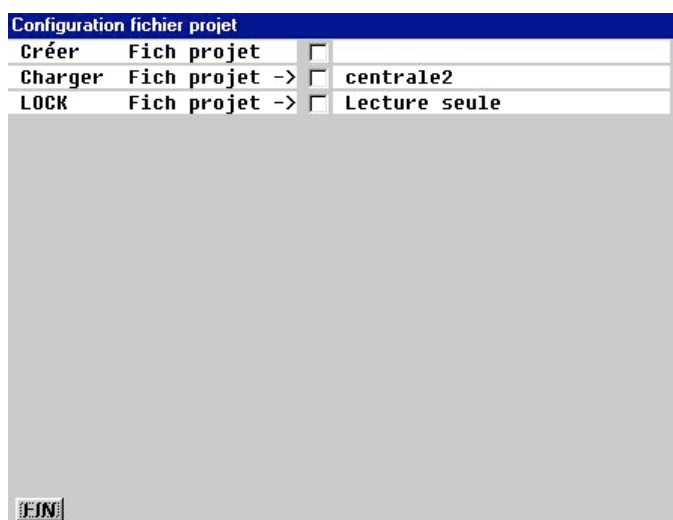 Configuration fichier projet
Créer Fich projet
Charger Fich projet -> centrale2
LOCK Fich projet -> Lecture seule
FIN